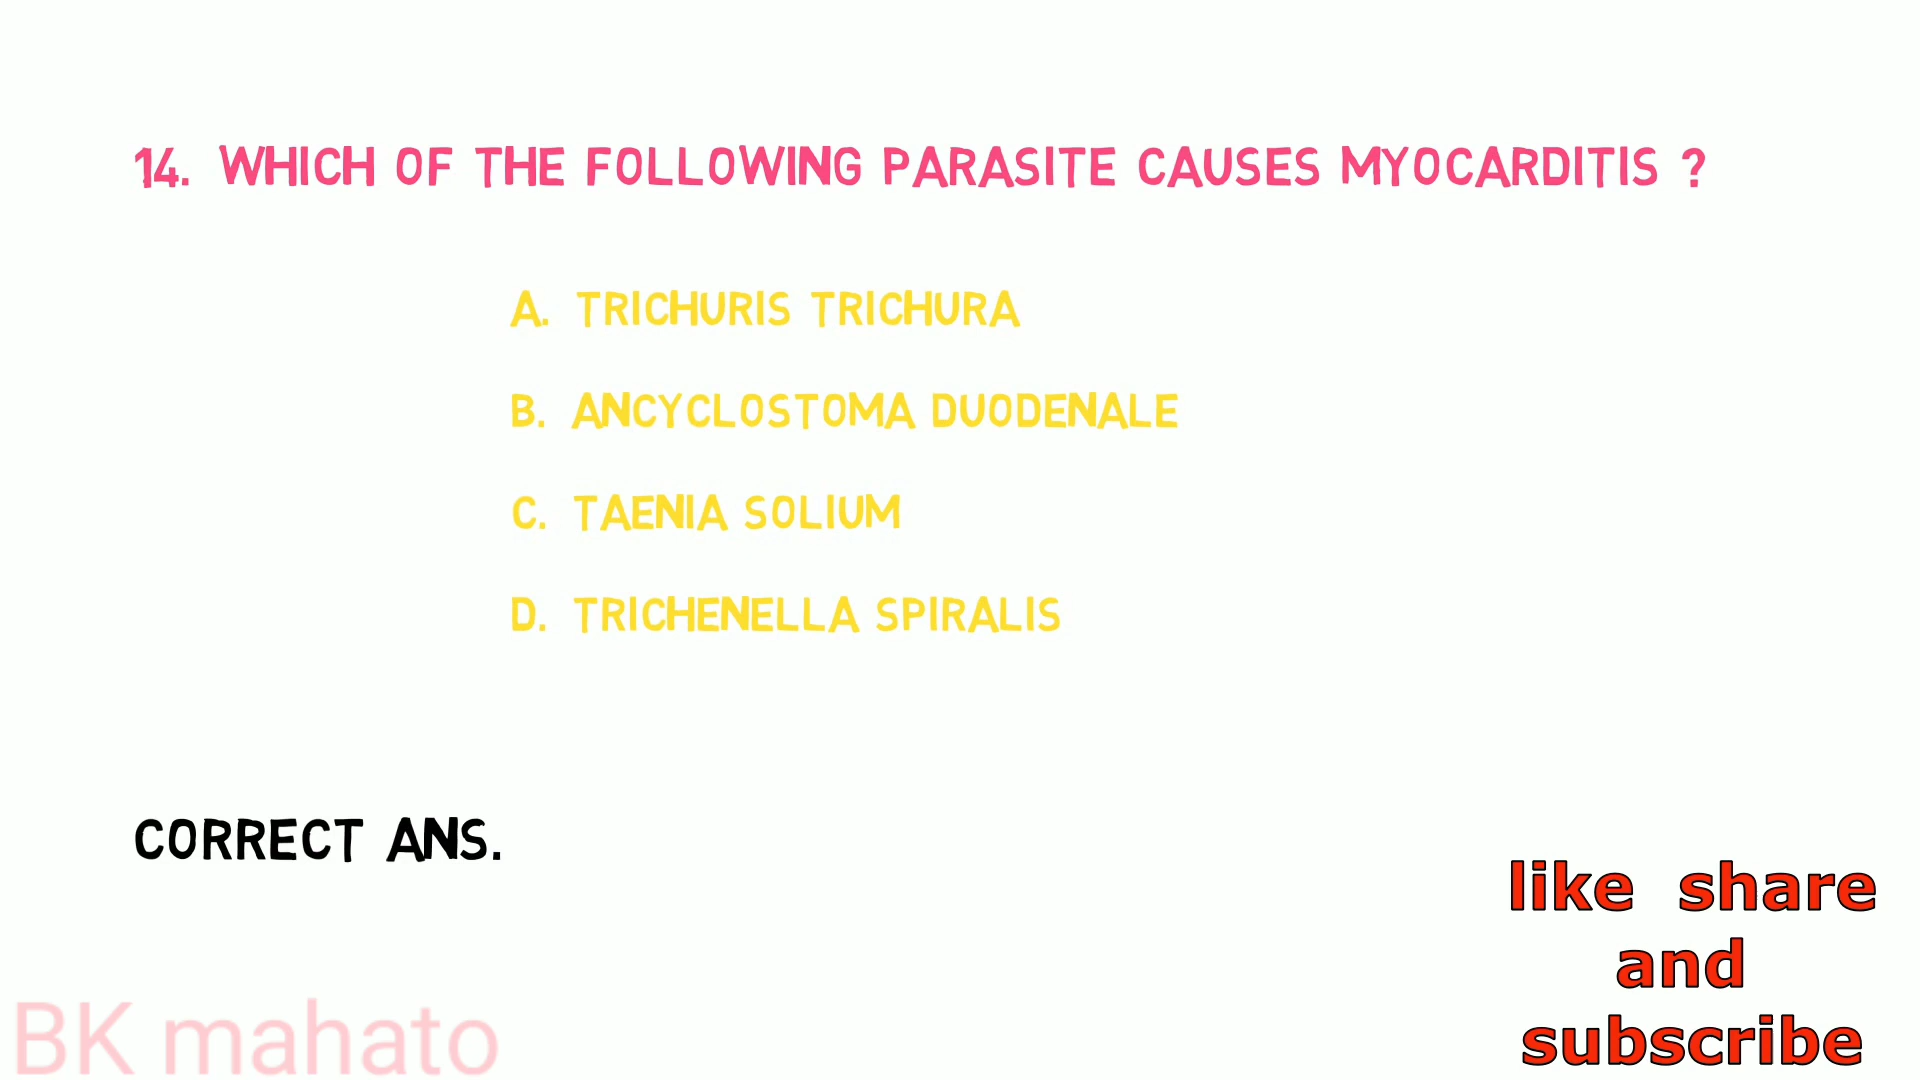 14. WHICH OF THE FOLLOWING PARASITE CAUSES MYOCARDITIS ?
A. TRICHURIS TRICHURA
B. ANCYCLOSTOMA DUODENALE
C. TAENIA SOLIUM
D. TRICHENELLA SPIRALIS
CORRECT ANS.
like share
and
subscribe
BK mahato